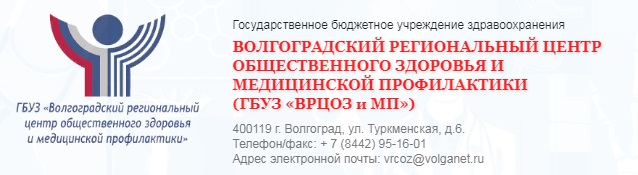 Государственное бюджетное учреждение здравоохранения
ВОЛГОГРАДСКИЙ РЕГИОНАЛЬНЫЙ ЦЕНТР
ОБЩЕСТВЕННОГО ЗДОРОВЬЯ И
МЕДИЦИНСКОЙ ПРОФИЛАКТИКИ
(ГБУЗ «ВРЦОЗ и МП»)
400119 г. Волгоград, ул. Туркменская, д.6.
Телефон/факс: + 7 (8442) 95-16-01
Адрес электронной почты: vrcoz@volganet.ru
ГБУЗ «Волгоградский региональный
центр общественного здоровья
и медицинской профилактики»